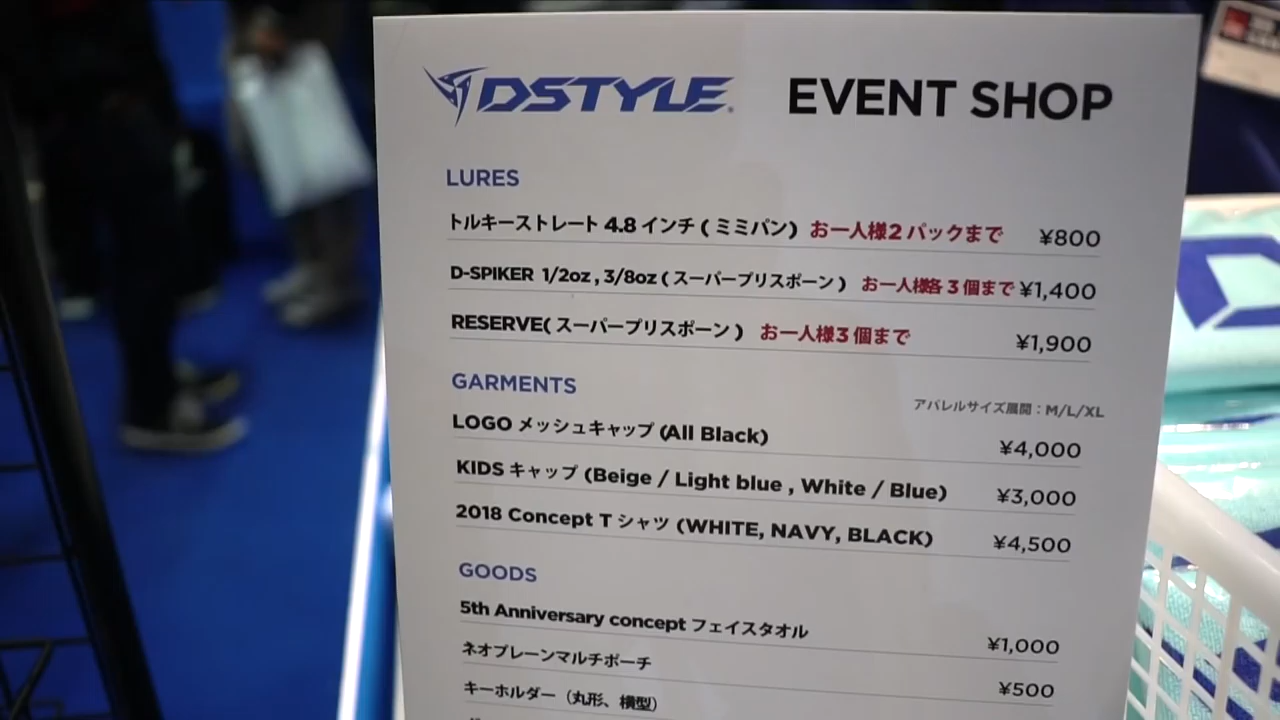 DSTYLE EVENT SHOP
LURES
トルキーストレート 4.8 インチ ( ミミパン ) お一人様2 パックまで ¥800
D-SPIKER 1/2oz , 3/8oz ( スーパープリスポーン ) お一人様各 3 個まで ¥1,400
RESERVE( スーパープリスポーン ) お一人様3 個まで ¥1,900
GARMENTS
アパレルサイズ展開：M/L/XL
LOGO メッシュキャップ (All Black) ¥4,000
KIDS キャップ (Beige / Light blue , White / Blue) ¥3,000
2018 Concept T シャツ (WHITE, NAVY, BLACK) ¥4,500
GOODS
5th Anniversary concept フェイスタオル ¥1,000
ネオプレーンマルチポーチ ¥500
キーホルダー（丸形、横型）